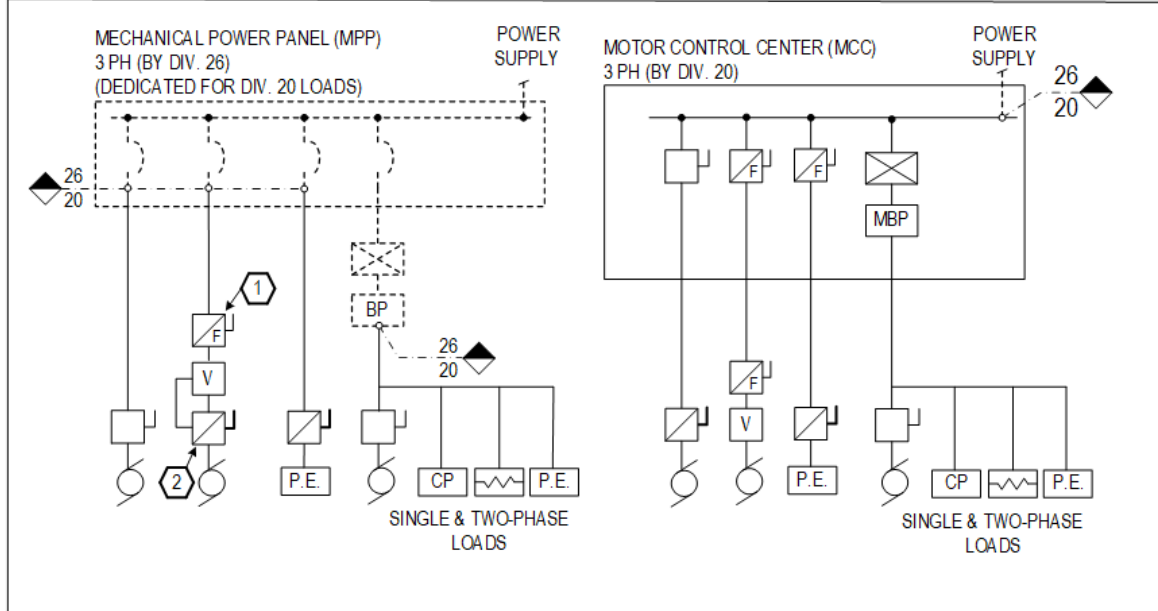 MECHANICAL POWER PANEL (MPP)
3 PH (BY DIV. 26)
(DEDICATED FOR DIV. 20 LOADS)
POWER
SUPPLY
26
20
1
F
V
2
BP
26
20
P.E.
CP
P.E.
SINGLE & TWO-PHASE
LOADS
MOTOR CONTROL CENTER (MCC)
3 PH (BY DIV. 20)
POWER
SUPPLY
26
20
F
F
MBP
F
V
P.E.
CP
P.E.
SINGLE & TWO-PHASE
LOADS